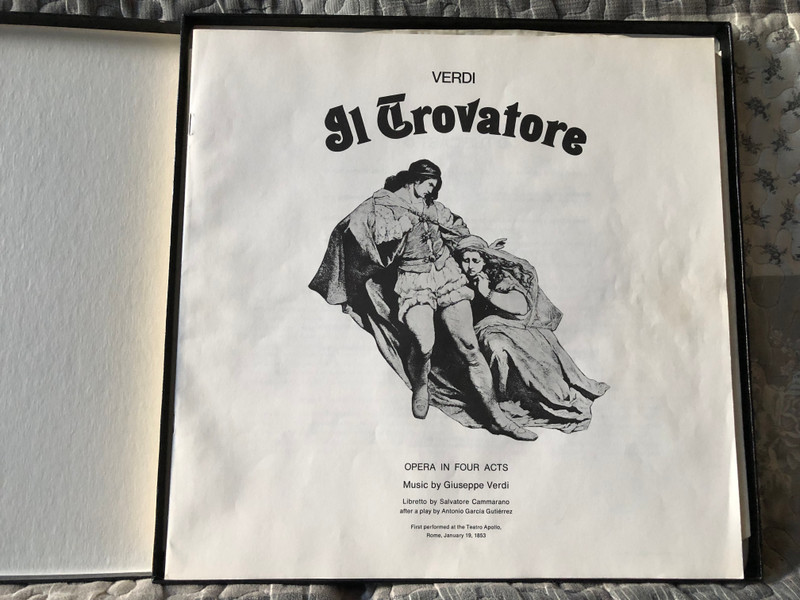 VERDI
Il Trovatore
OPERA IN FOUR ACTS
Music by Giuseppe Verdi
Libretto by Salvatore Cammarano
after a play by Antonio García Gutiérrez
First performed at the Teatro Apollo,
Rome, January 19, 1853